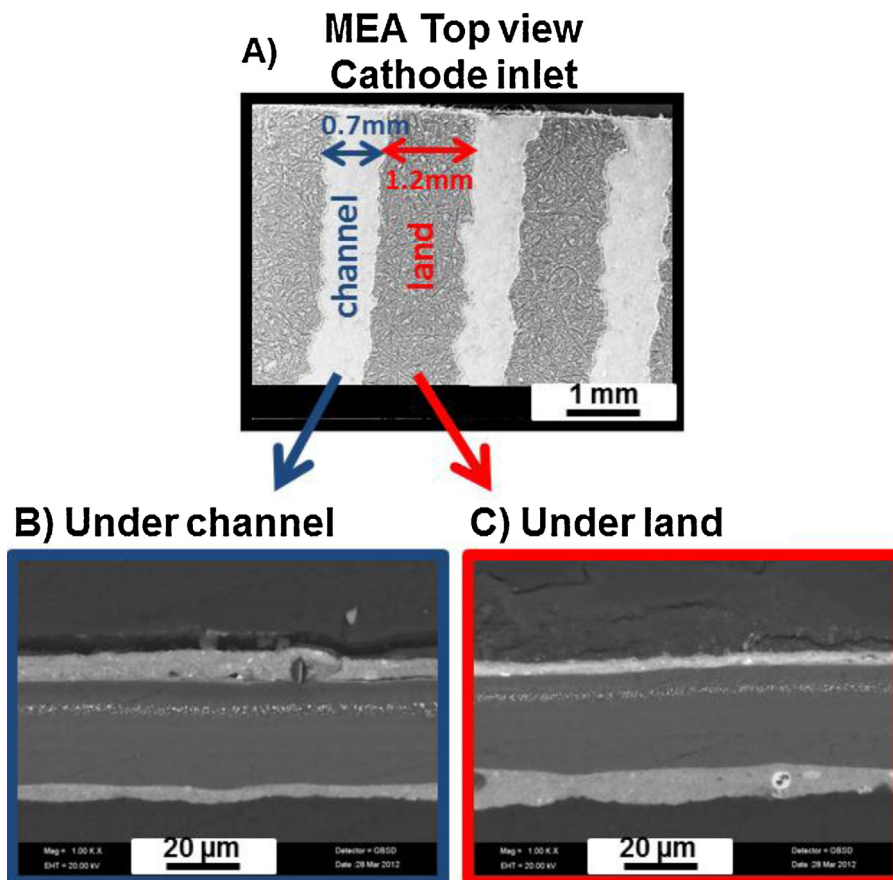 A)
MEA Top view
Cathode inlet
0.7mm
1.2mm
channel
land
1 mm
B) Under channel
C) Under land
Mag = 1.00 K X
EHT = 20.00 kV
20 µm
Detector = QBSD
Date :28 Mar 2012
Mag = 1.00 K X
EHT = 20.00 kV
20 µm
Detector = QBSD
Date :28 Mar 2012